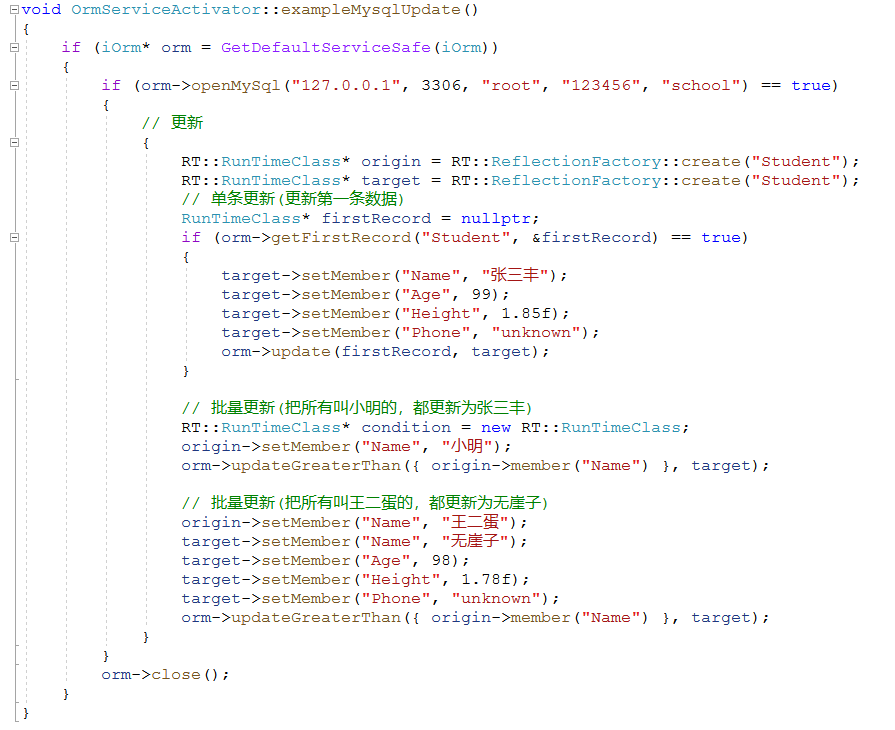 void OrmServiceActivator::exampleMysqlUpdate()
{
    if (iOrm* orm = GetDefaultServiceSafe(iOrm))
    {
        if (orm->openMySql("127.0.0.1", 3306, "root", "123456", "school") == true)
        {
            // 更新
            {
                RT::RunTimeClass* origin = RT::ReflectionFactory::create("Student");
                RT::RunTimeClass* target = RT::ReflectionFactory::create("Student");
                // 单条更新(更新第一条数据)
                RunTimeClass* firstRecord = nullptr;
                if (orm->getFirstRecord("Student", &firstRecord) == true)
                {
                    target->setMember("Name", "张三丰");
                    target->setMember("Age", 99);
                    target->setMember("Height", 1.85f);
                    target->setMember("Phone", "unknown");
                    orm->update(firstRecord, target);
                }
                // 批量更新(把所有叫小明的，都更新为张三丰)
                RT::RunTimeClass* condition = new RT::RunTimeClass;
                origin->setMember("Name", "小明");
                orm->updateGreaterThan({ origin->member("Name") }, target);
                // 批量更新(把所有叫王二蛋的，都更新为无崖子)
                origin->setMember("Name", "王二蛋");
                target->setMember("Name", "无崖子");
                target->setMember("Age", 98);
                target->setMember("Height", 1.78f);
                target->setMember("Phone", "unknown");
                orm->updateGreaterThan({ origin->member("Name") }, target);
            }
        }
        orm->close();
    }
}